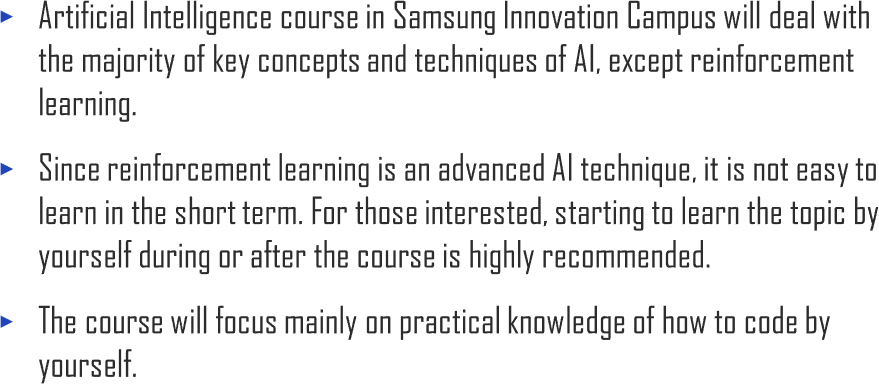 ▶ Artificial Intelligence course in Samsung Innovation Campus will deal with
the majority of key concepts and techniques of AI, except reinforcement
learning.
▶ Since reinforcement learning is an advanced AI technique, it is not easy to
learn in the short term. For those interested, starting to learn the topic by
yourself during or after the course is highly recommended.
▶ The course will focus mainly on practical knowledge of how to code by
yourself.